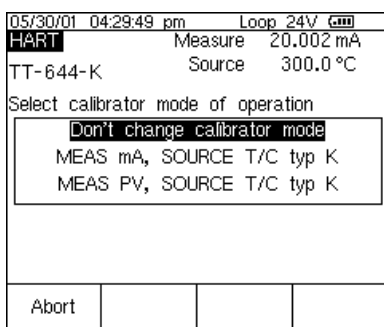 05/30/01 04:29:49 pm Loop 24V
HART Measure 20.002 mA
TT-644-K Source 300.0 °C
Select calibrator mode of operation
Don't change calibrator mode
MEAS mA, SOURCE T/C typ K
MEAS PV, SOURCE T/C typ K
Abort